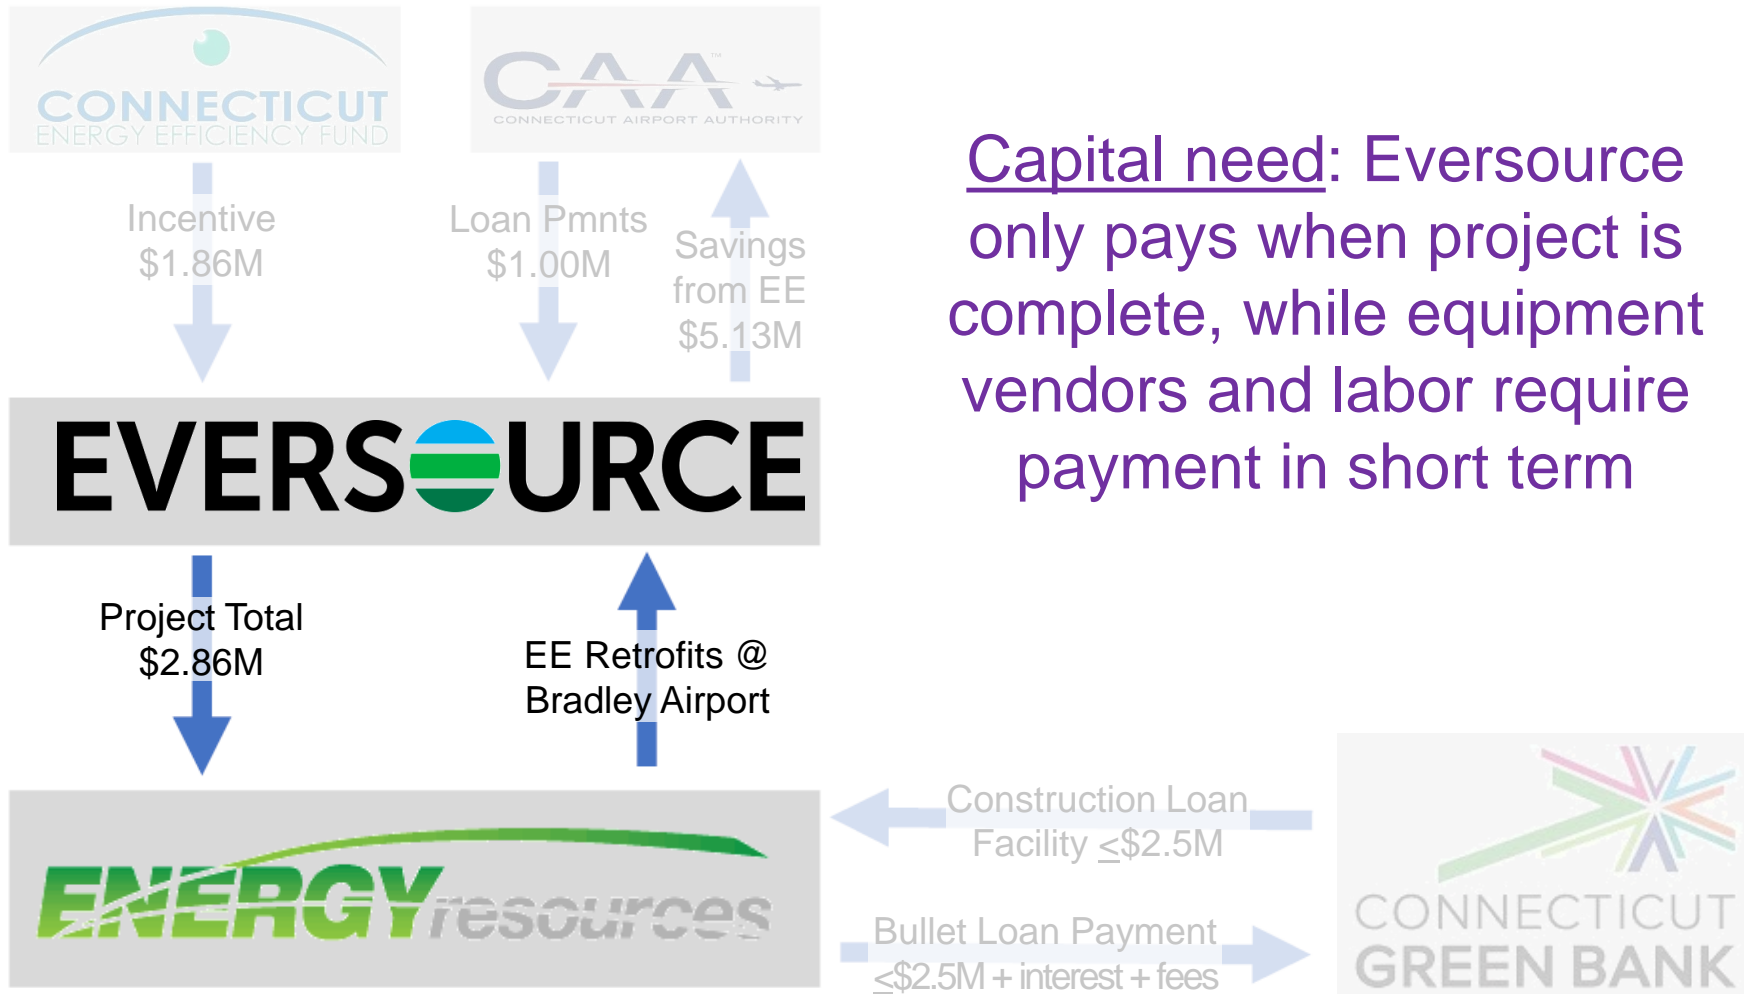 CONNECTICUT
ENERGY EFFICIENCY FUND
CAA™
CONNECTICUT AIRPORT AUTHORITY
Incentive
$1.86M
Loan Pmnts
$1.00M
Savings
from EE
$5.13M
Capital need: Eversource
only pays when project is
complete, while equipment
vendors and labor require
payment in short term
EVERSOURCE
Project Total
$2.86M
EE Retrofits @
Bradley Airport
ENERGYresources
Construction Loan
Facility <$2.5M
Bullet Loan Payment
<$2.5M + interest + fees
CONNECTICUT
GREEN BANK